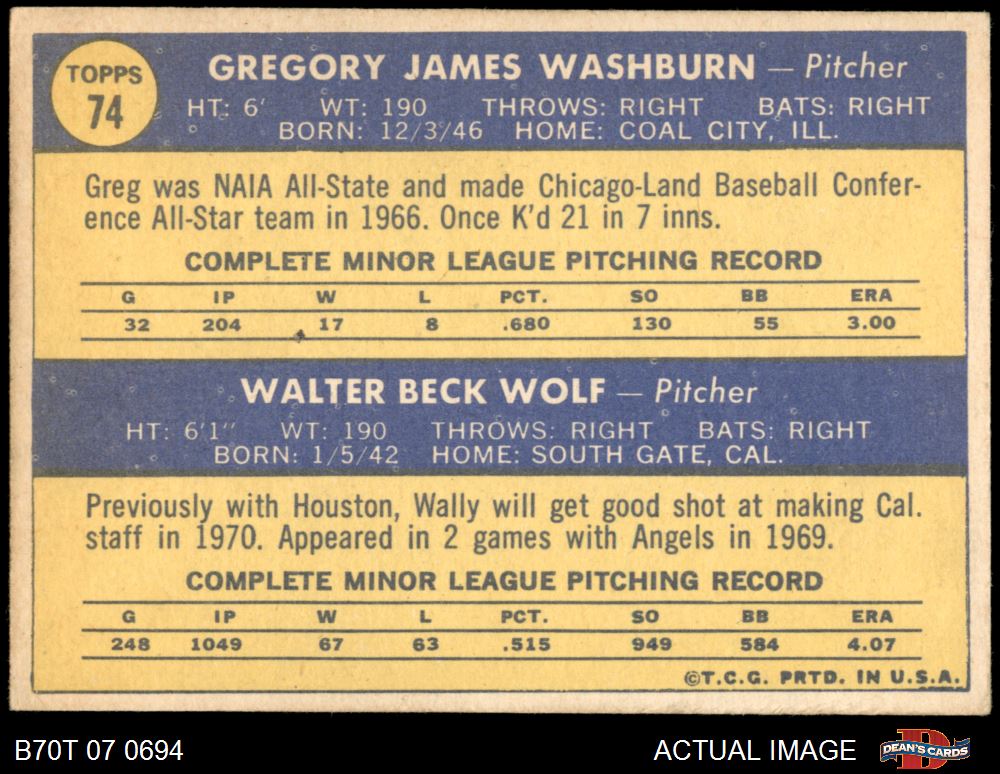 TOPPS
74
GREGORY JAMES WASHBURN — Pitcher
HT: 6' WT: 190 THROWS: RIGHT BATS: RIGHT
BORN: 12/3/46 HOME: COAL CITY, ILL.
Greg was NAIA All-State and made Chicago-Land Baseball Confer-
ence All-Star team in 1966. Once K'd 21 in 7 inns.
COMPLETE MINOR LEAGUE PITCHING RECORD
G IP W L PCT. SO BB ERA
32 204 17 8 .680 130 55 3.00
WALTER BECK WOLF — Pitcher
HT: 6'1" WT: 190 THROWS: RIGHT BATS: RIGHT
BORN: 1/5/42 HOME: SOUTH GATE, CAL.
Previously with Houston, Wally will get good shot at making Cal.
staff in 1970. Appeared in 2 games with Angels in 1969.
COMPLETE MINOR LEAGUE PITCHING RECORD
G IP W L PCT. SO BB ERA
248 1049 67 63 .515 949 584 4.07
©T.C.G. PRTD. IN U.S.A.
B70T 07 0694 ACTUAL IMAGE DEAN'S CARDS